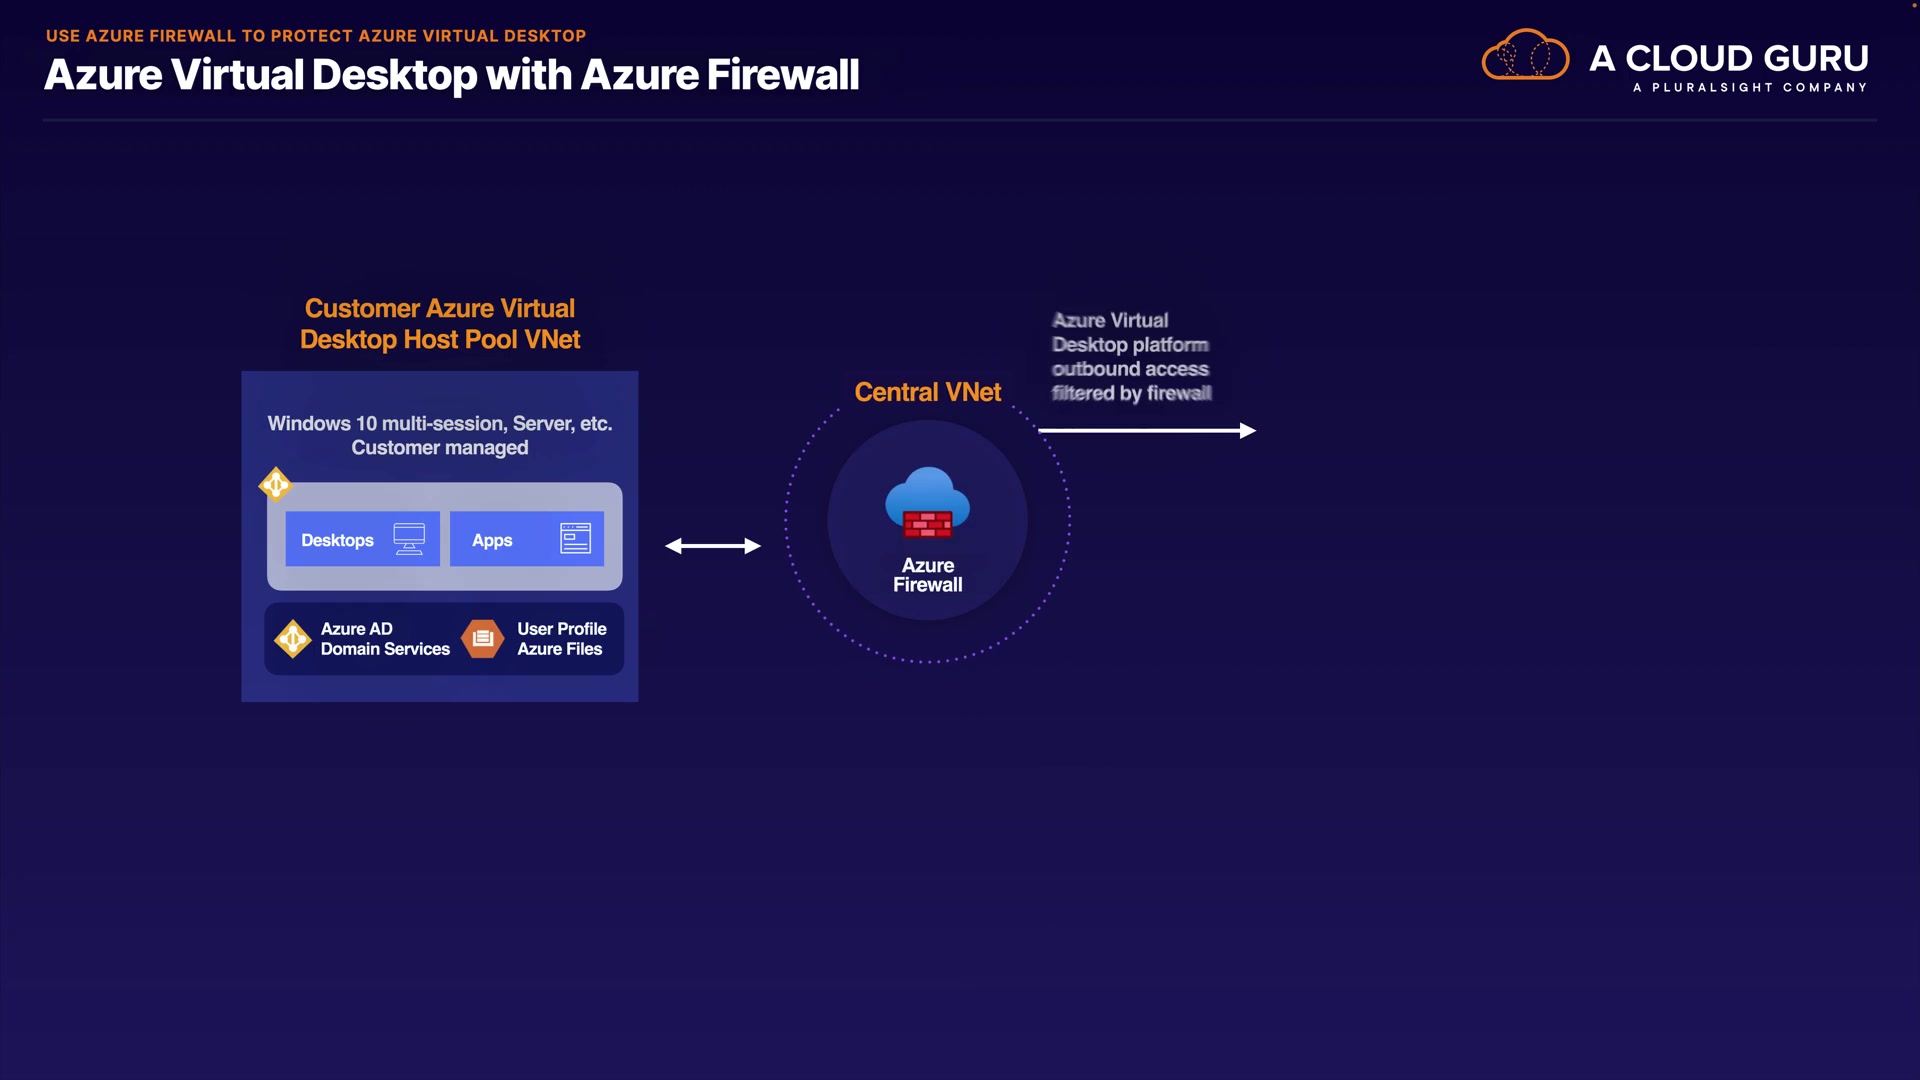 USE AZURE FIREWALL TO PROTECT AZURE VIRTUAL DESKTOP
Azure Virtual Desktop with Azure Firewall
A CLOUD GURU
A PLURALSIGHT COMPANY
Customer Azure Virtual
Desktop Host Pool VNet
Windows 10 multi-session, Server, etc.
Customer managed
Desktops
Apps
Azure AD
Domain Services
User Profile
Azure Files
Central VNet
Azure
Firewall
Azure Virtual
Desktop platform
outbound access
filtered by firewall